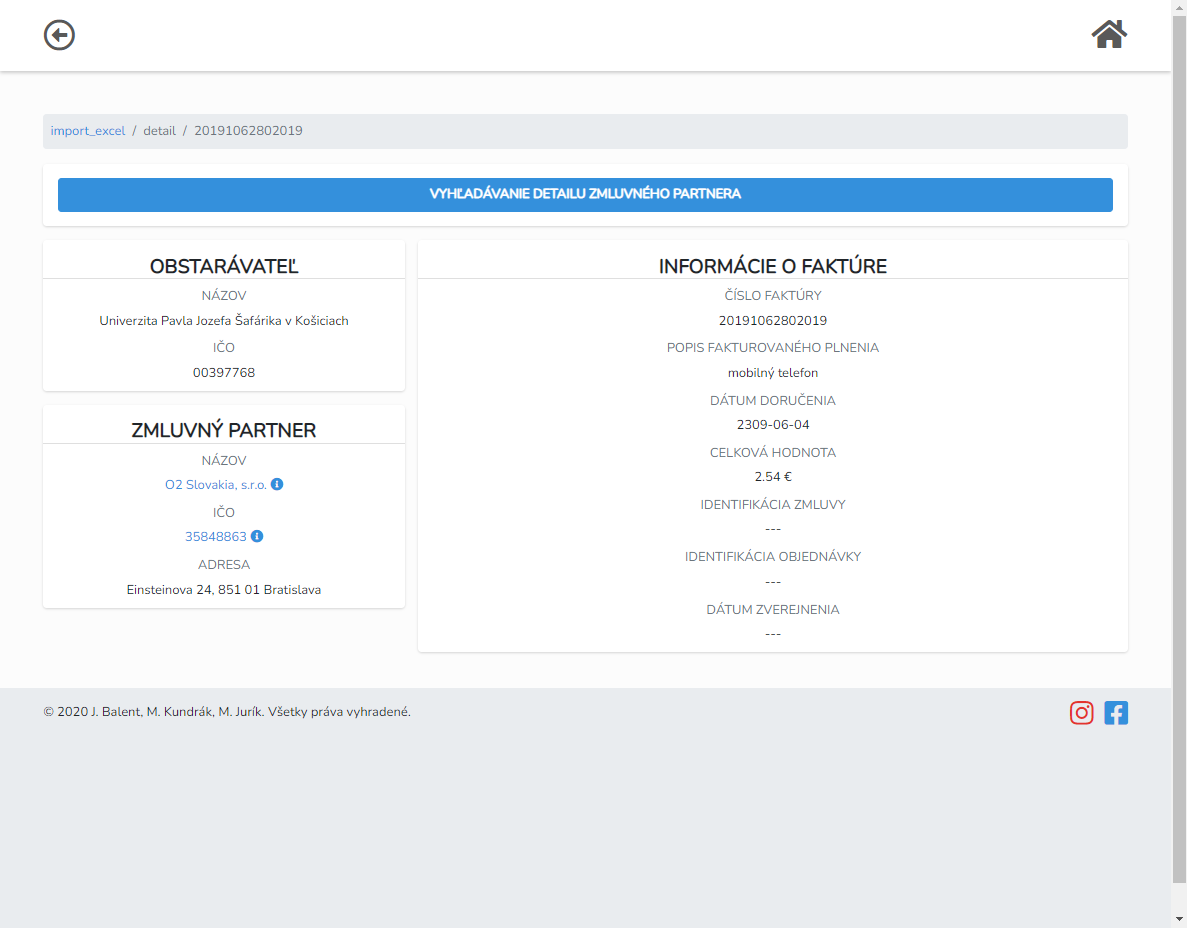 import_excel / detail / 20191062802019
VYHĽADÁVANIE DETAILU ZMLUVNÉHO PARTNERA
OBSTARÁVATEĽ
NÁZOV
Univerzita Pavla Jozefa Šafárika v Košiciach
IČO
00397768
ZMLUVNÝ PARTNER
NÁZOV
O2 Slovakia, s.r.o.
IČO
35848863
ADRESA
Einsteinova 24, 851 01 Bratislava
INFORMÁCIE O FAKTÚRE
ČÍSLO FAKTÚRY
20191062802019
POPIS FAKTUROVANÉHO PLNENIA
mobilný telefon
DÁTUM DORUČENIA
2309-06-04
CELKOVÁ HODNOTA
2.54 €
IDENTIFIKÁCIA ZMLUVY
---
IDENTIFIKÁCIA OBJEDNÁVKY
---
DÁTUM ZVEREJNENIA
---
© 2020 J. Balent, M. Kundrák, M. Jurík. Všetky práva vyhradené.